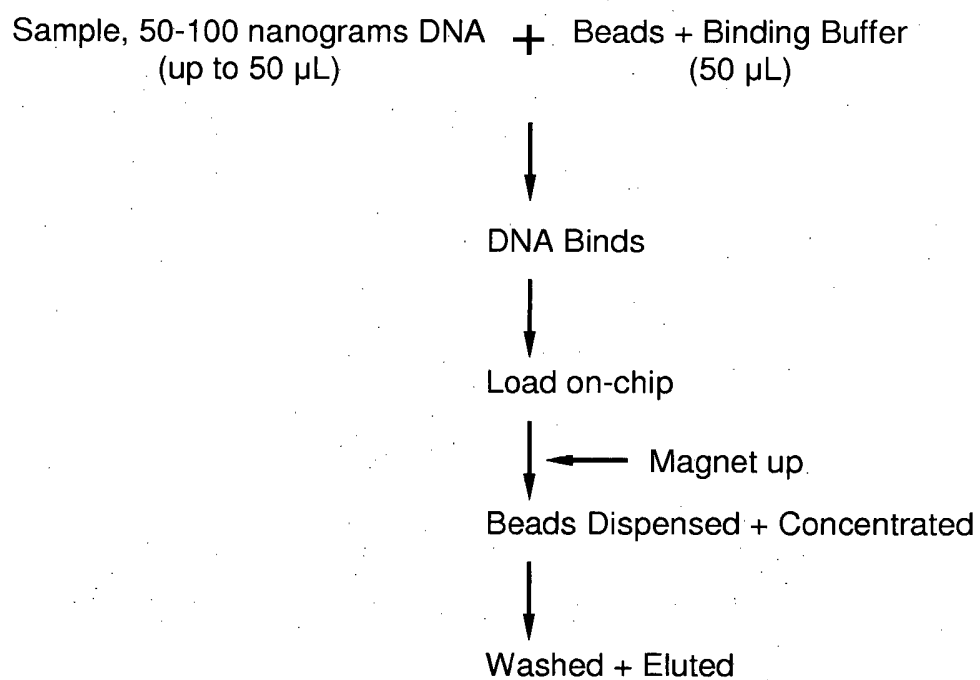 Sample, 50-100 nanograms DNA + Beads + Binding Buffer
(up to 50 µL) (50 µL)
DNA Binds
Load on-chip
Magnet up
Beads Dispensed + Concentrated
Washed + Eluted